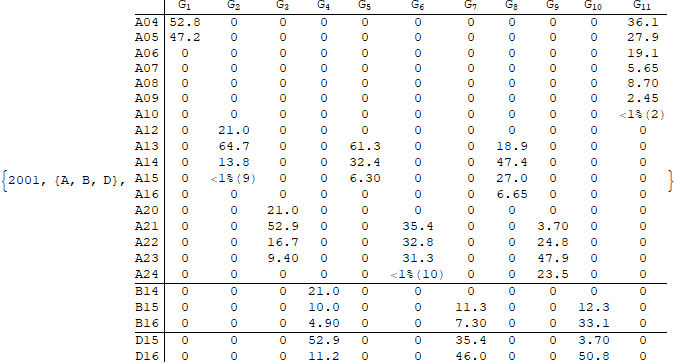 G1 G2 G3 G4 G5 G6 G7 G8 G9 G10 G11
A04 52.8 0 0 0 0 0 0 0 0 0 36.1
A05 47.2 0 0 0 0 0 0 0 0 0 27.9
A06 0 0 0 0 0 0 0 0 0 0 19.1
A07 0 0 0 0 0 0 0 0 0 0 5.65
A08 0 0 0 0 0 0 0 0 0 0 8.70
A09 0 0 0 0 0 0 0 0 0 0 2.45
A10 0 0 0 0 0 0 0 0 0 0 <1%(2)
A12 0 21.0 0 0 0 0 0 0 0 0 0
A13 0 64.7 0 0 61.3 0 0 18.9 0 0 0
A14 0 13.8 0 0 32.4 0 0 47.4 0 0 0
{2001, {A, B, D}, A15 0 <1%(9) 0 0 6.30 0 0 27.0 0 0 0 }
A16 0 0 0 0 0 0 0 6.65 0 0 0
A20 0 0 21.0 0 0 0 0 0 0 0 0
A21 0 0 52.9 0 0 35.4 0 0 3.70 0 0
A22 0 0 16.7 0 0 32.8 0 0 24.8 0 0
A23 0 0 9.40 0 0 31.3 0 0 47.9 0 0
A24 0 0 0 0 0 <1%(10) 0 0 23.5 0 0
B14 0 0 0 21.0 0 0 0 0 0 0 0
B15 0 0 0 10.0 0 0 11.3 0 0 12.3 0
B16 0 0 0 4.90 0 0 7.30 0 0 33.1 0
D15 0 0 0 52.9 0 0 35.4 0 0 3.70 0
D16 0 0 0 11.2 0 0 46.0 0 0 50.8 0